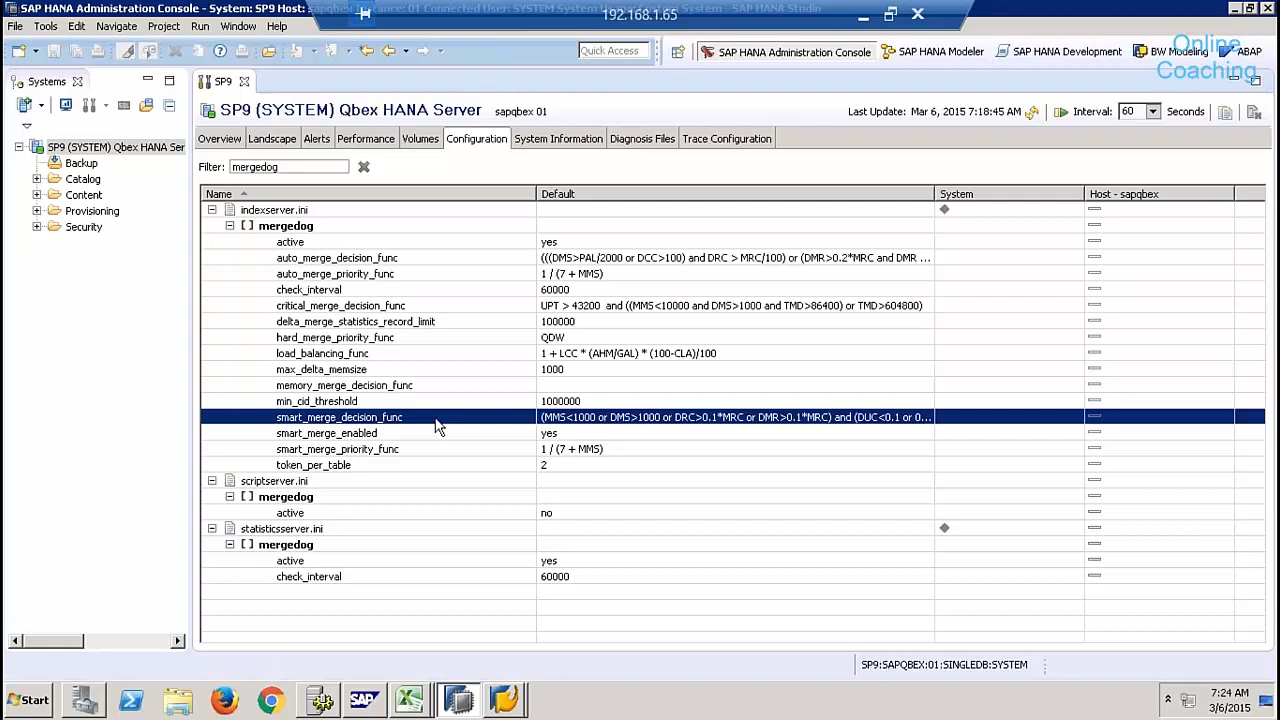 SAP HANA Administration Console - System: SP9 Host:
192.168.1.65
File Tools Edit Navigate Project Run Window Help
Quick Access
SAP HANA Administration Console
SAP HANA Modeler
SAP HANA Development
BW Modeling
ABAP
Online
Coaching
Systems
SP9
SP9 (SYSTEM) Qbex HANA Server sapqbex 01
Last Update: Mar 6, 2015 7:18:45 AM Interval: 60 Seconds
SP9 (SYSTEM) Qbex HANA Ser
Backup
Catalog
Content
Provisioning
Security
Overview Landscape Alerts Performance Volumes Configuration System Information Diagnosis Files Trace Configuration
Filter: mergedog
Name Default System Host - sapqbex
indexserver.ini
[ ] mergedog
active yes
auto_merge_decision_func (((DMS>PAL/2000 or DCC>100) and DRC > MRC/100) or (DMR>0.2*MRC and DMR ...
auto_merge_priority_func 1 / (7 + MMS)
check_interval 60000
critical_merge_decision_func UPT > 43200 and ((MMS<10000 and DMS>1000 and TMD>86400) or TMD>604800)
delta_merge_statistics_record_limit 100000
hard_merge_priority_func QDW
load_balancing_func 1 + LCC * (AHM/GAL) * (100-CLA)/100
max_delta_memsize 1000
memory_merge_decision_func
min_cid_threshold 1000000
smart_merge_decision_func (MMS<1000 or DMS>1000 or DRC>0.1*MRC or DMR>0.1*MRC) and (DUC<0.1 or 0...
smart_merge_enabled yes
smart_merge_priority_func 1 / (7 + MMS)
token_per_table 2
scriptserver.ini
[ ] mergedog
active no
statisticsserver.ini
[ ] mergedog
active yes
check_interval 60000
SP9:SAPQBEX:01:SINGLEDB:SYSTEM
Start
SAP
7:24 AM
3/6/2015